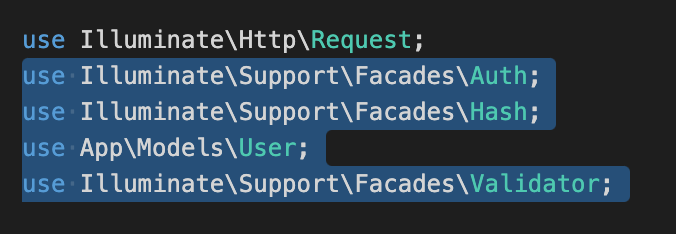 use Illuminate\Http\Request;
use Illuminate\Support\Facades\Auth;
use Illuminate\Support\Facades\Hash;
use App\Models\User;
use Illuminate\Support\Facades\Validator;